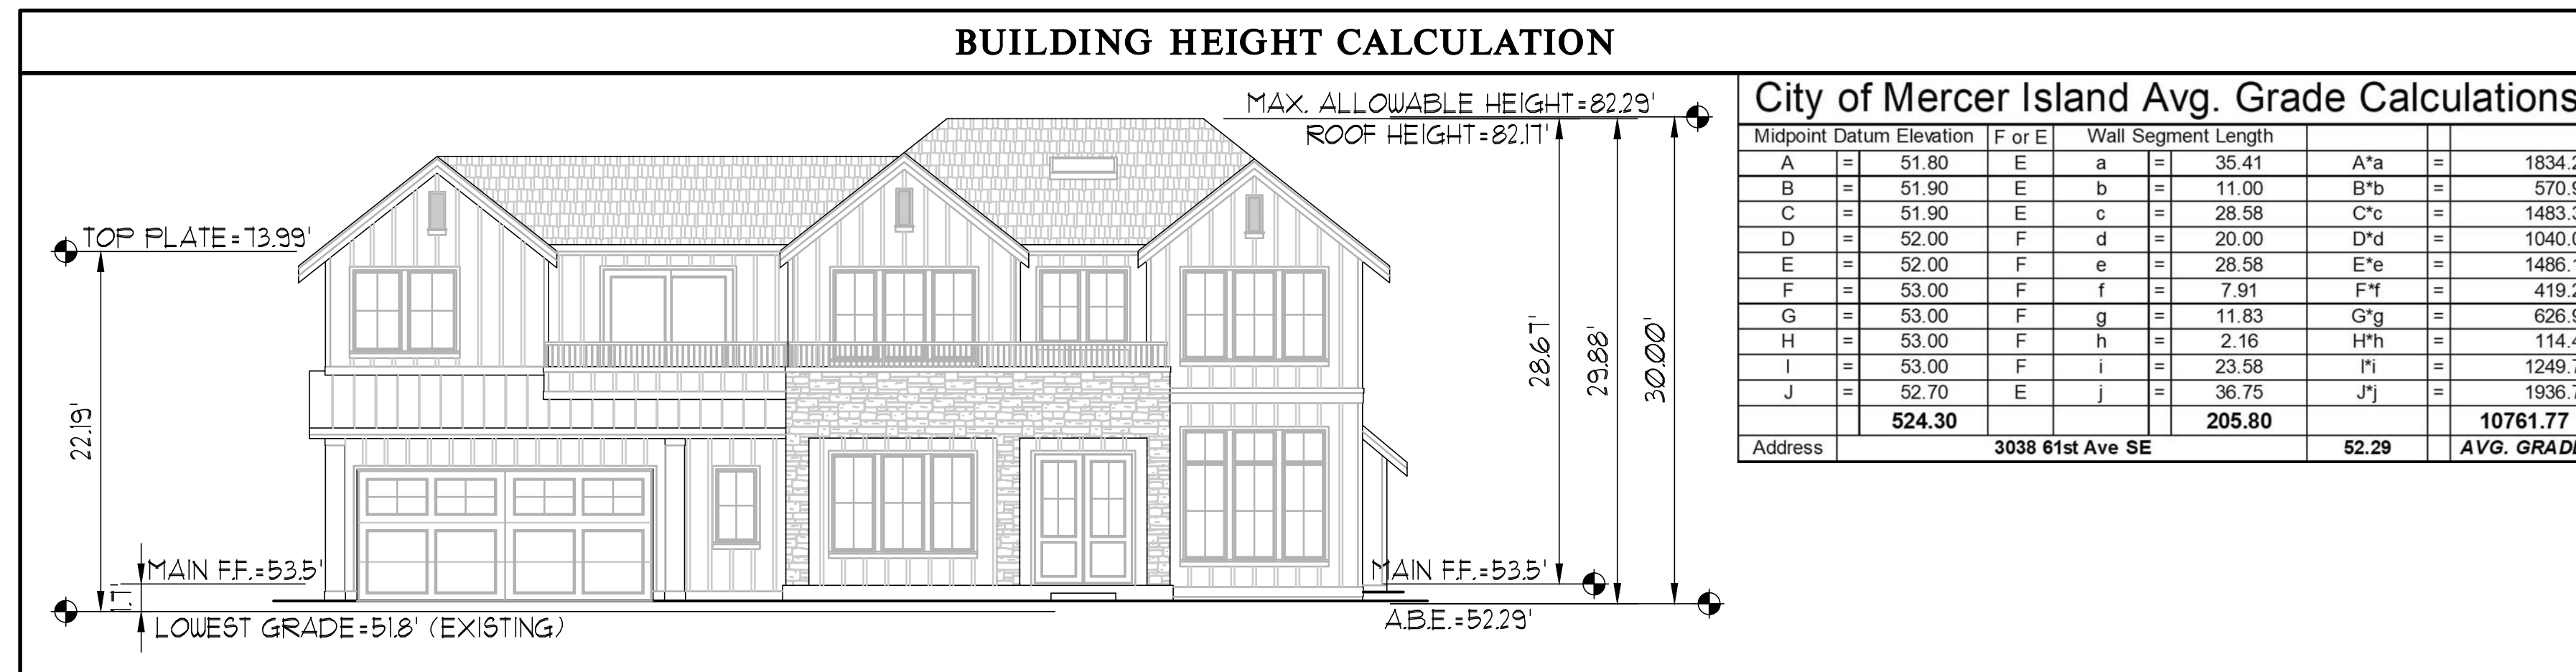 BUILDING HEIGHT CALCULATION
MAX. ALLOWABLE HEIGHT=82.29'
ROOF HEIGHT=82.17'
TOP PLATE=73.99'
22.19'
28.67'
29.88'
30.00'
MAIN F.F.=53.5'
1.7'
LOWEST GRADE=51.8' (EXISTING)
MAIN F.F.=53.5'
A.B.E.=52.29'
City of Mercer Island Avg. Grade Calculations
Midpoint Datum Elevation F or E Wall Segment Length
A = 51.80 E a = 35.41 A*a = 1834.2
B = 51.90 E b = 11.00 B*b = 570.9
C = 51.90 E c = 28.58 C*c = 1483.3
D = 52.00 F d = 20.00 D*d = 1040.0
E = 52.00 F e = 28.58 E*e = 1486.1
F = 53.00 F f = 7.91 F*f = 419.2
G = 53.00 F g = 11.83 G*g = 626.9
H = 53.00 F h = 2.16 H*h = 114.4
I = 53.00 F i = 23.58 I*i = 1249.7
J = 52.70 E j = 36.75 J*j = 1936.7
524.30 205.80 10761.77
Address 3038 61st Ave SE 52.29 AVG. GRADE